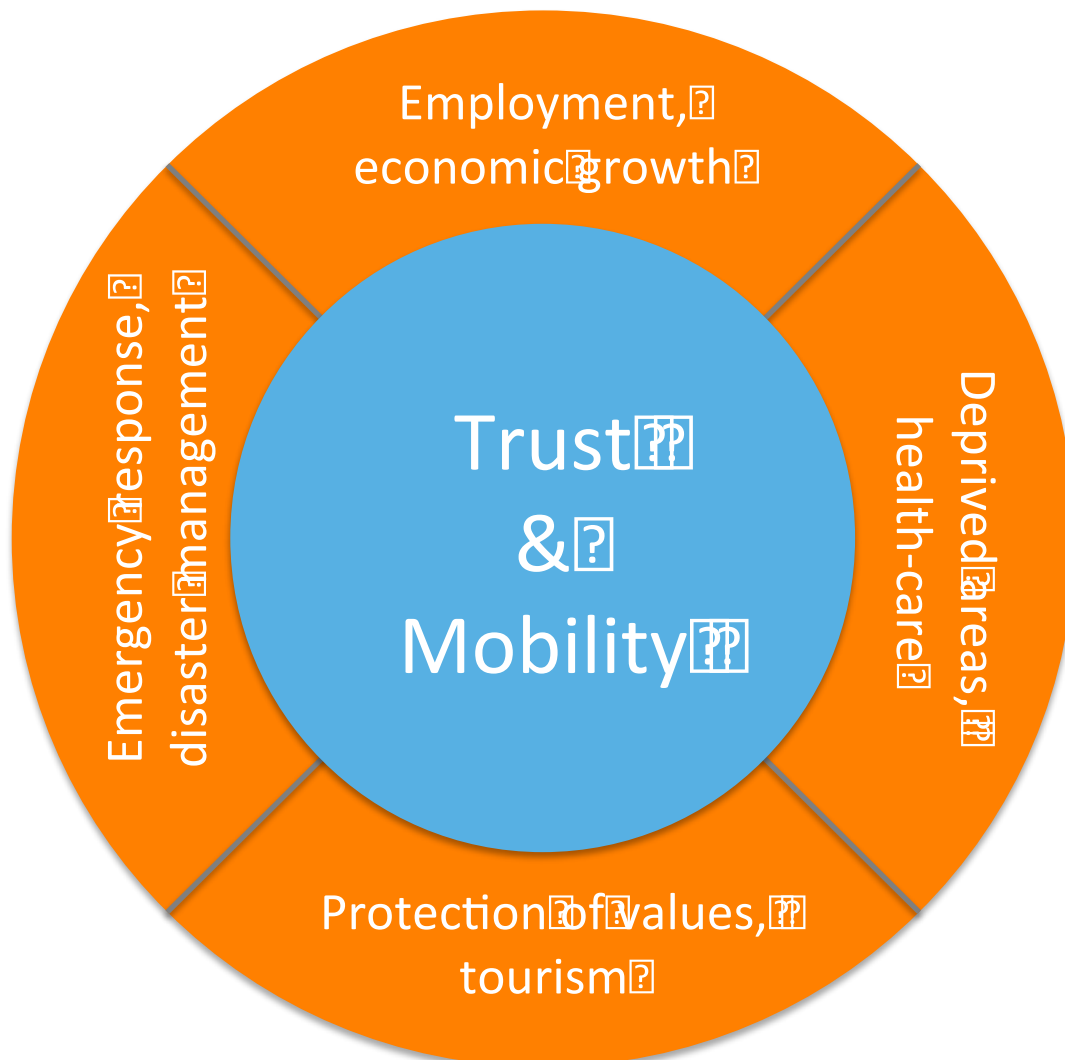 Employment,
economic growth
Emergency response,
disaster management
Trust
&
Mobility
Deprived areas,
health-care
Protection of values,
tourism